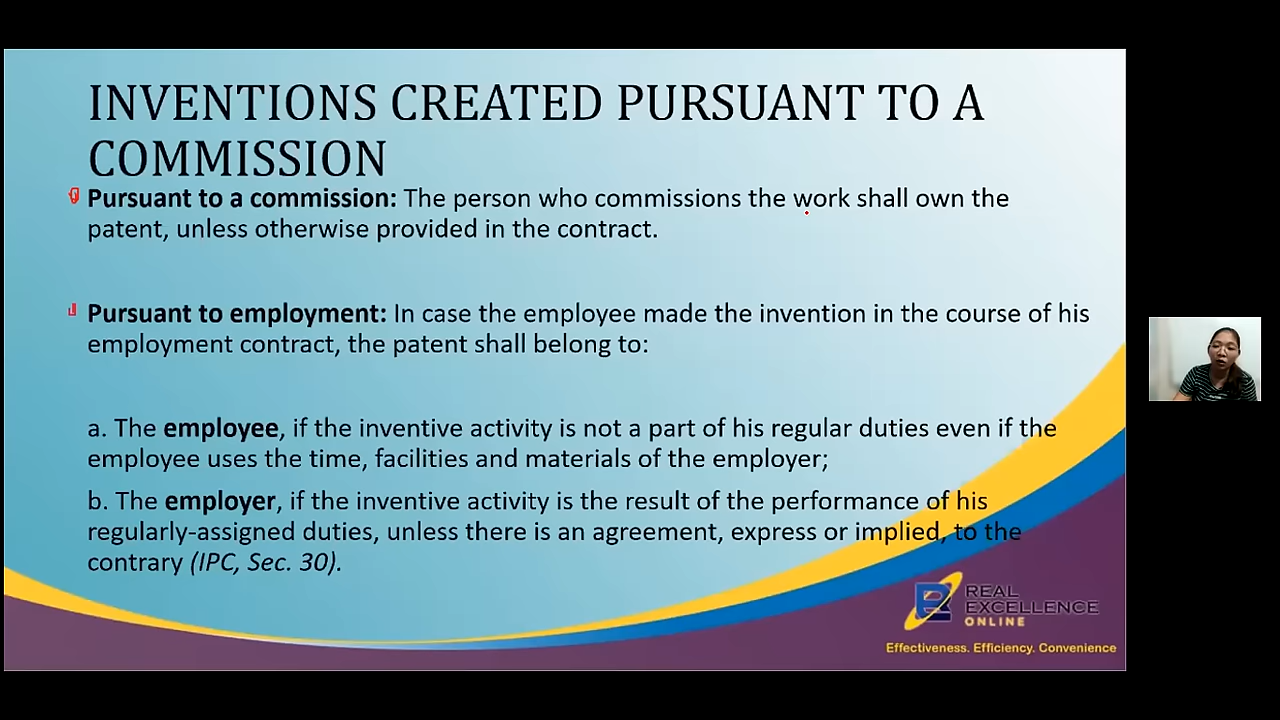 INVENTIONS CREATED PURSUANT TO A
COMMISSION
Pursuant to a commission: The person who commissions the work shall own the
patent, unless otherwise provided in the contract.
Pursuant to employment: In case the employee made the invention in the course of his
employment contract, the patent shall belong to:
a. The employee, if the inventive activity is not a part of his regular duties even if the
employee uses the time, facilities and materials of the employer;
b. The employer, if the inventive activity is the result of the performance of his
regularly-assigned duties, unless there is an agreement, express or implied, to the
contrary (IPC, Sec. 30).
REAL
EXCELLENCE
ONLINE
Effectiveness. Efficiency. Convenience